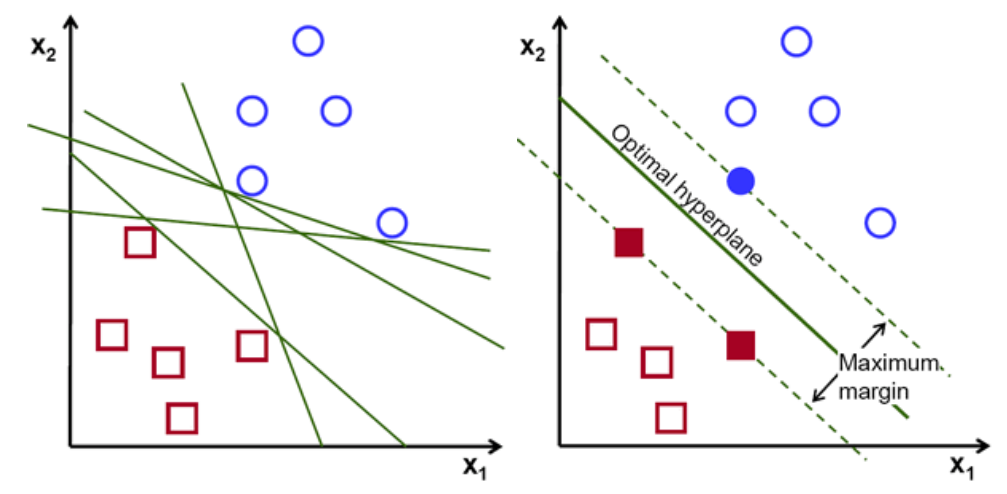 x2
x1
x2
Optimal hyperplane
Maximum
margin
x1